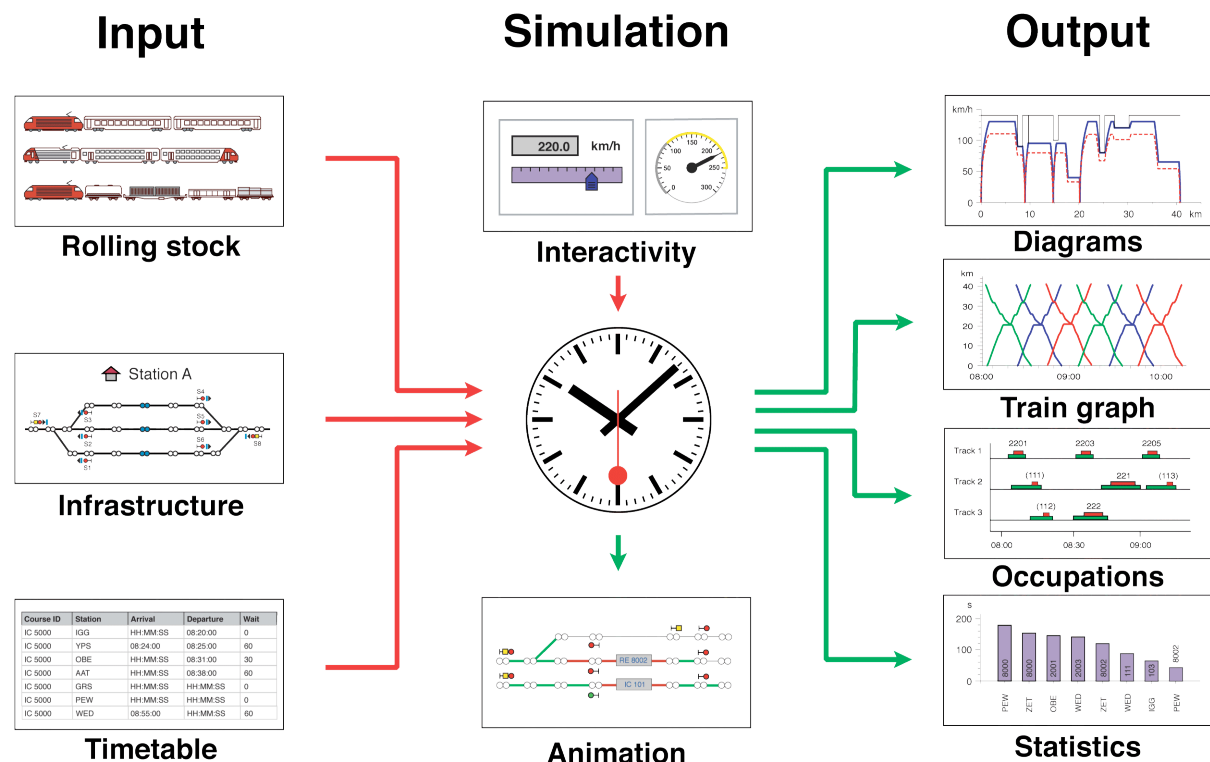 Input
Simulation
Output
Rolling stock
Station A
S7
S3
S2
S1
S4
S5
S6
S8
Infrastructure
Course ID Station Arrival Departure Wait
IC 5000 IGG HH:MM:SS 08:20:00 0
IC 5000 YPS 08:24:00 08:25:00 60
IC 5000 OBE HH:MM:SS 08:31:00 30
IC 5000 AAT HH:MM:SS 08:38:00 60
IC 5000 GRS HH:MM:SS HH:MM:SS 0
IC 5000 PEW HH:MM:SS HH:MM:SS 0
IC 5000 WED 08:55:00 HH:MM:SS 60
Timetable
220.0 km/h
0 50 100 150 200 250 300
Interactivity
RE 8002
IC 101
Animation
km/h
100
50
0
0 10 20 30 40 km
Diagrams
km
40
30
20
10
0
08:00 09:00 10:00
Train graph
2201 2203 2205
Track 1
(111) 221 (113)
Track 2
(112) 222
Track 3
08:00 08:30 09:00
Occupations
s
200
100
0
8000 8000 2001 2003 8002 111 103 8002
PEW ZET OBE WED ZET WED IGG PEW
Statistics